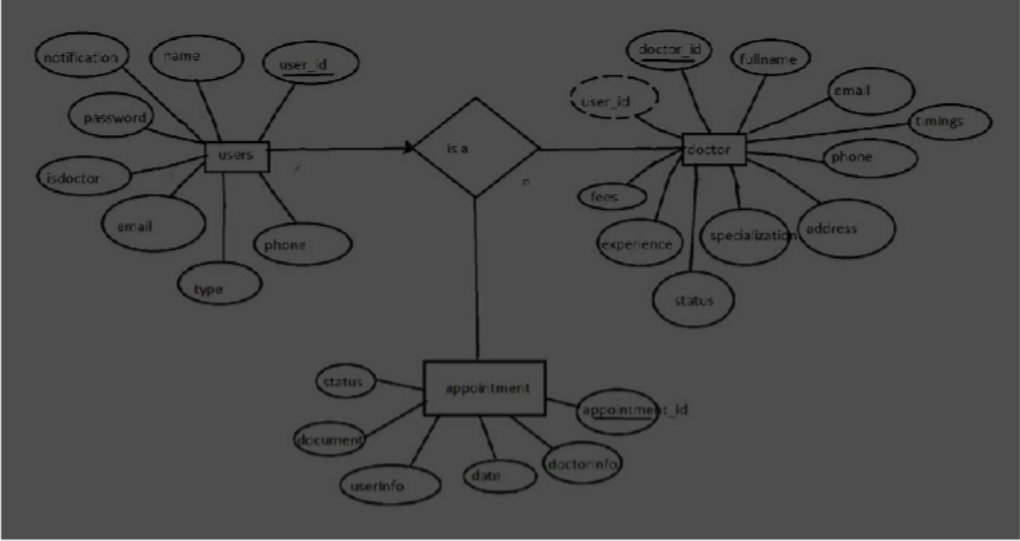 notification
name
user_id
password
users
isdoctor
email
type
phone
is a
n
doctor_id
fullname
user_id
email
timings
doctor
phone
fees
experience
specialization
address
status
status
appointment
appointment_id
document
userInfo
date
doctorInfo